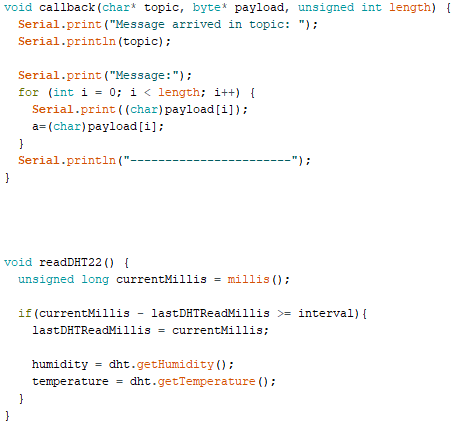 void callback(char* topic, byte* payload, unsigned int length) {
  Serial.print("Message arrived in topic: ");
  Serial.println(topic);

  Serial.print("Message:");
  for (int i = 0; i < length; i++) {
    Serial.print((char)payload[i]);
    a=(char)payload[i];
  }
  Serial.println("-----------------------");
}

void readDHT22() {
  unsigned long currentMillis = millis();

  if(currentMillis - lastDHTReadMillis >= interval){
    lastDHTReadMillis = currentMillis;

    humidity = dht.getHumidity();
    temperature = dht.getTemperature();
  }
}